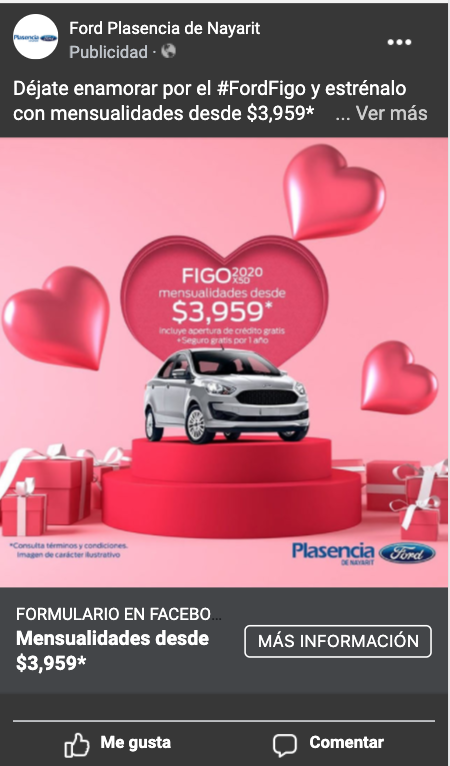 Plasencia Ford
Ford Plasencia de Nayarit
Publicidad ·
Déjate enamorar por el #FordFigo y estrénalo
con mensualidades desde $3,959* ... Ver más
FIGO 2020
X50
mensualidades desde
$3,959*
Incluye apertura de crédito gratis
+Seguro gratis por 1 año
*Consulta términos y condiciones.
Imagen de carácter ilustrativo
Plasencia Ford
DE NAYARIT
FORMULARIO EN FACEBO...
Mensualidades desde
$3,959*
MÁS INFORMACIÓN
Me gusta
Comentar